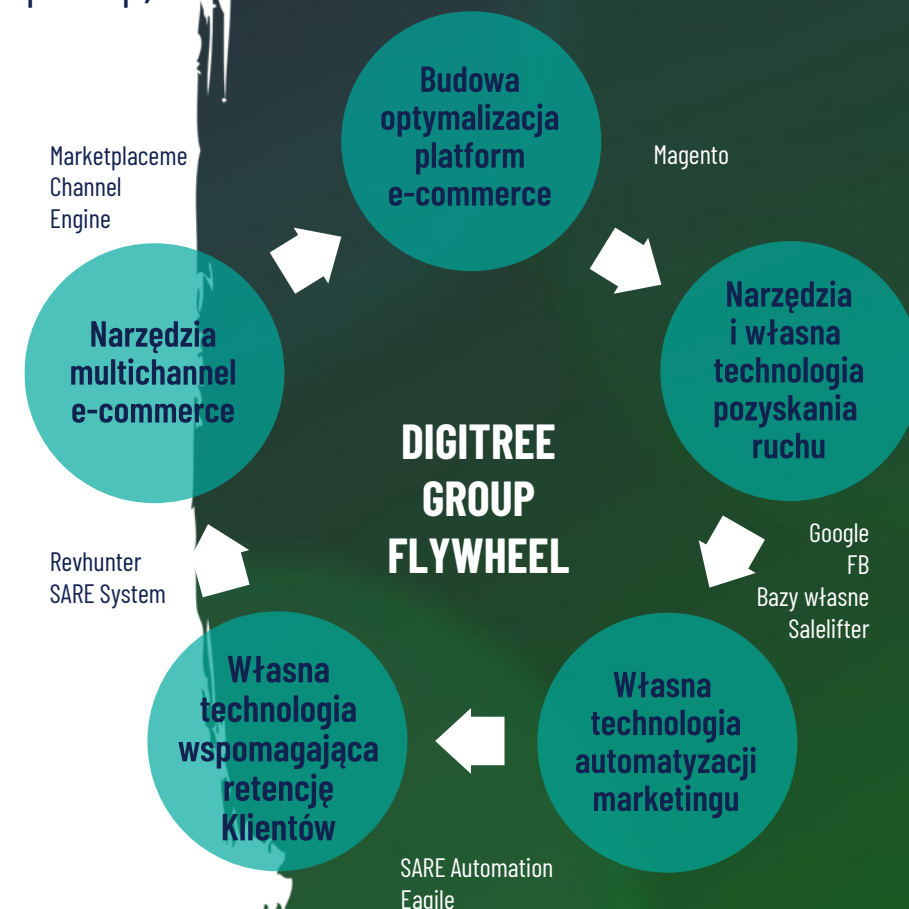 Budowa
optymalizacja
platform
e-commerce
Magento
Narzędzia
i własna
technologia
pozyskania
ruchu
Google
FB
Bazy własne
Salelifter
Własna
technologia
automatyzacji
marketingu
SARE Automation
Eagile
Własna
technologia
wspomagająca
retencję
Klientów
Revhunter
SARE System
Narzędzia
multichannel
e-commerce
Marketplaceme
Channel
Engine
DIGITREE
GROUP
FLYWHEEL